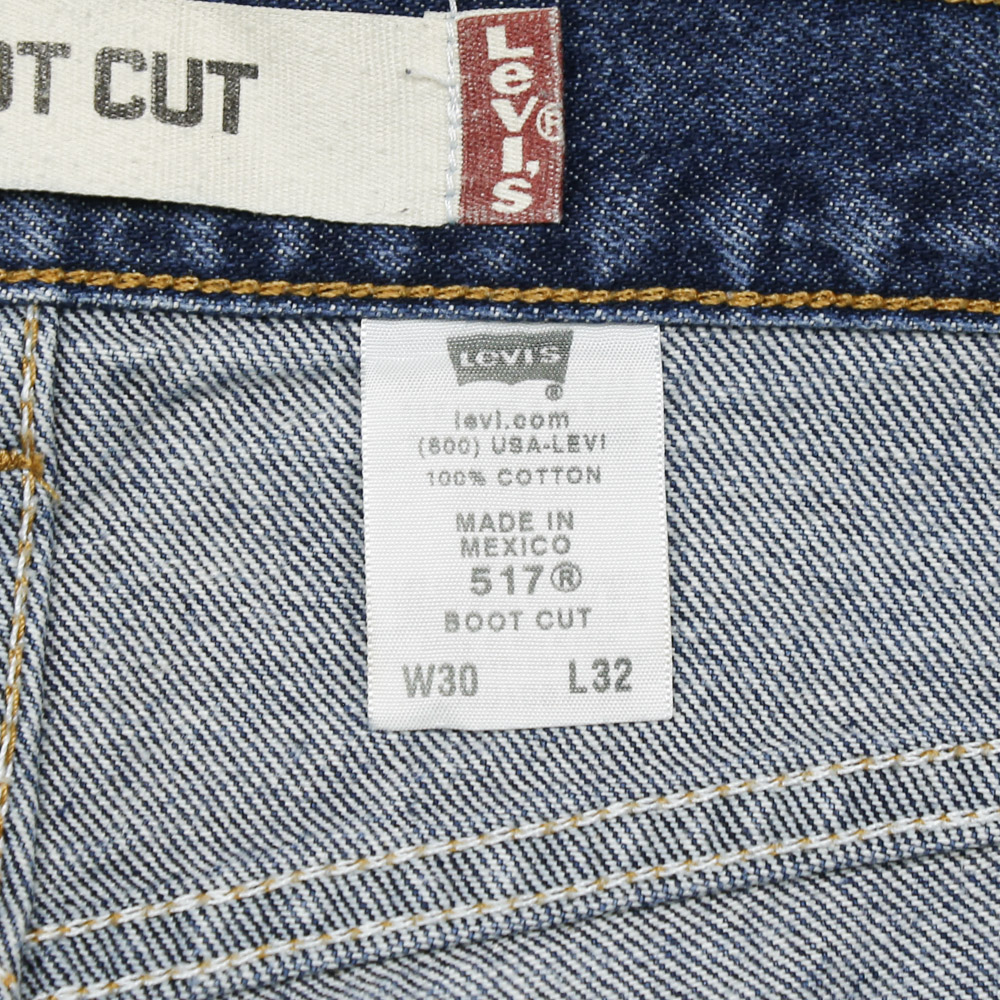 OT CUT
Levi's®
LEVI'S
®
levi.com
(800) USA-LEVI
100% COTTON
MADE IN
MEXICO
517®
BOOT CUT
W30 L32